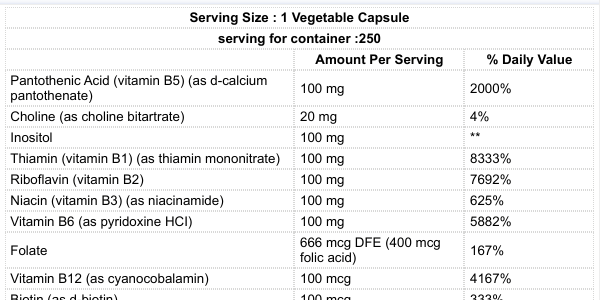 Serving Size : 1 Vegetable Capsule
serving for container :250
Amount Per Serving % Daily Value
Pantothenic Acid (vitamin B5) (as d-calcium
pantothenate) 100 mg 2000%
Choline (as choline bitartrate) 20 mg 4%
Inositol 100 mg **
Thiamin (vitamin B1) (as thiamin mononitrate) 100 mg 8333%
Riboflavin (vitamin B2) 100 mg 7692%
Niacin (vitamin B3) (as niacinamide) 100 mg 625%
Vitamin B6 (as pyridoxine HCI) 100 mg 5882%
Folate 666 mcg DFE (400 mcg
folic acid) 167%
Vitamin B12 (as cyanocobalamin) 100 mcg 4167%
Biotin (as d-biotin) 100 mcg 333%